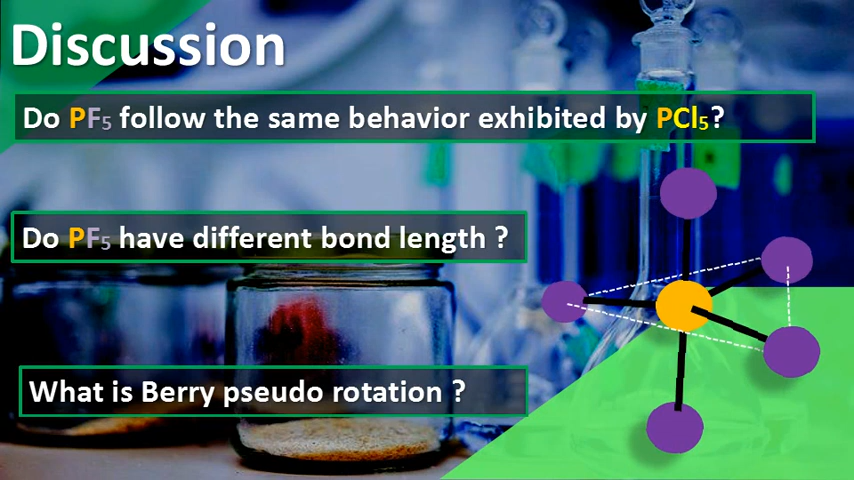 Discussion
Do PF₅ follow the same behavior exhibited by PCl₅?
Do PF₅ have different bond length ?
What is Berry pseudo rotation ?